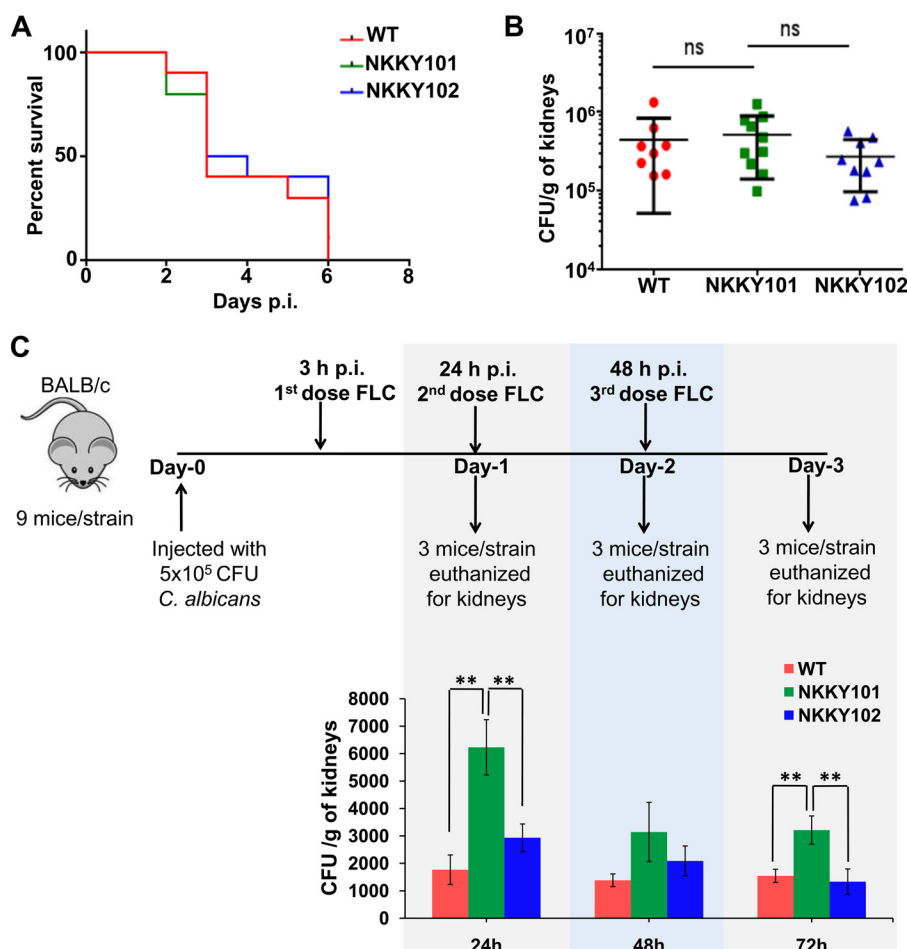 A
100
50
0
0
2
4
6
8
Percent survival
Days p.i.
WT
NKKY101
NKKY102
B
ns
ns
10⁷
10⁶
10⁵
10⁴
CFU/g of kidneys
WT
NKKY101
NKKY102
C
BALB/c
9 mice/strain
3 h p.i.
1ˢᵗ dose FLC
24 h p.i.
2ⁿᵈ dose FLC
48 h p.i.
3ʳᵈ dose FLC
Day-0
Day-1
Day-2
Day-3
Injected with
5x10⁵ CFU
C. albicans
3 mice/strain
euthanized
for kidneys
3 mice/strain
euthanized
for kidneys
3 mice/strain
euthanized
for kidneys
WT
NKKY101
NKKY102
CFU /g of kidneys
8000
7000
6000
5000
4000
3000
2000
1000
0
** **
** **
24h
48h
72h